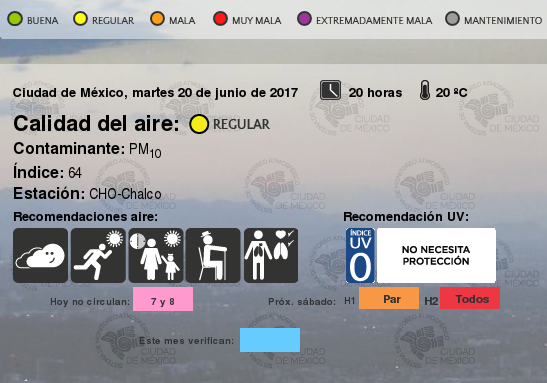 BUENA REGULAR MALA MUY MALA EXTREMADAMENTE MALA MANTENIMIENTO
Ciudad de México, martes 20 de junio de 2017 20 horas 20 ºC
Calidad del aire: REGULAR
Contaminante: PM10
Índice: 64
Estación: CHO-Chalco
Recomendaciones aire: Recomendación UV:
ÍNDICE
UV
0
NO NECESITA
PROTECCIÓN
Hoy no circulan: 7 y 8 Próx. sábado: H1 Par H2 Todos
Este mes verifican:
CIUDAD
DE MÉXICO